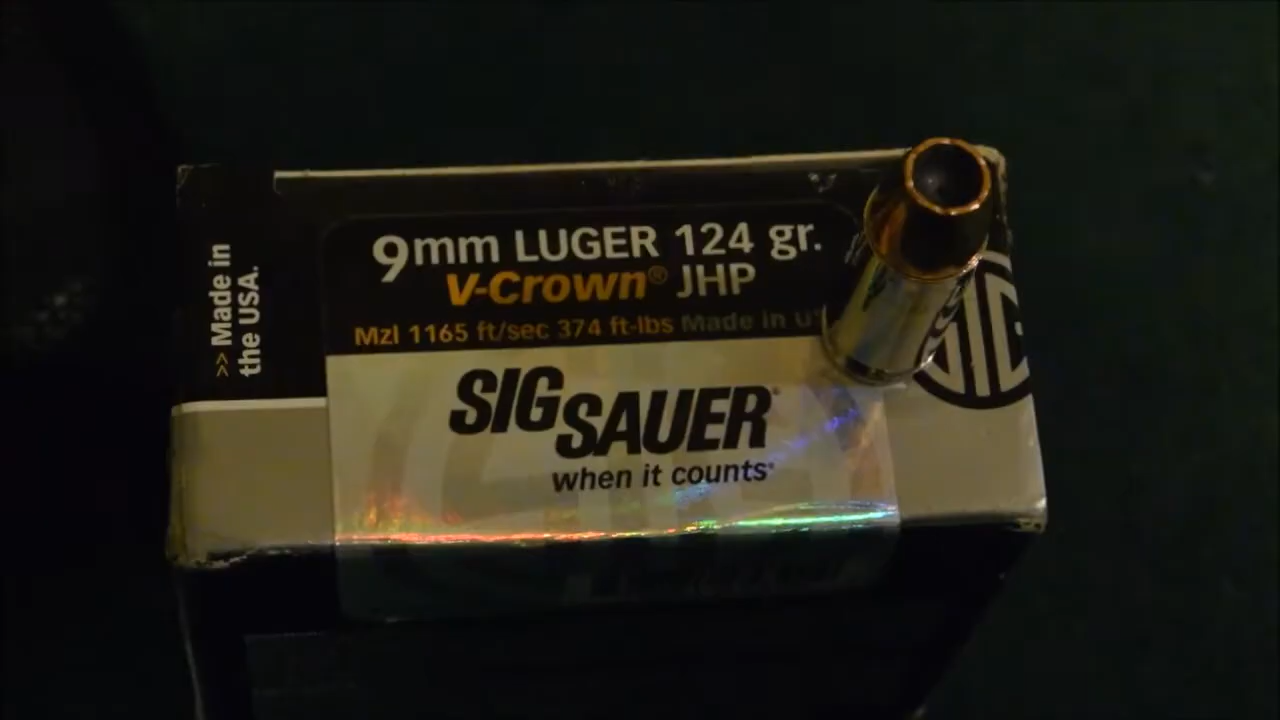 >> Made in
the USA.
9mm LUGER 124 gr.
V-Crown® JHP
Mzl 1165 ft/sec 374 ft-lbs Made in
SIG SAUER
when it counts
SIG